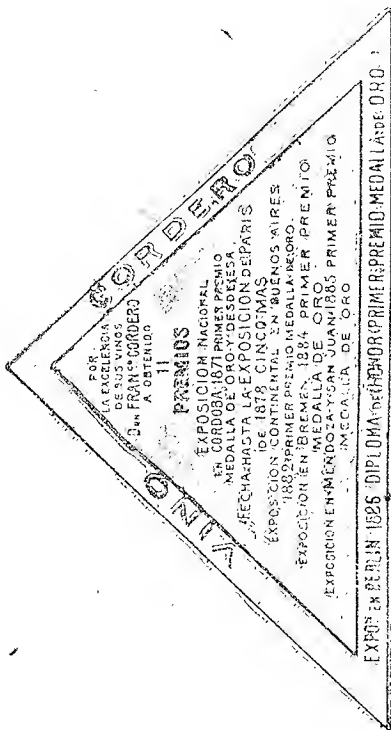 VINO CORDERO
POR
LA EXCELENCIA
DE SUS VINOS
DON FRANCO CORDERO
A OBTENIDO
11
PREMIOS
EXPOSICION NACIONAL
EN CORDOBA 1871 PRIMER PREMIO
MEDALLA DE ORO Y DESDE ESA
FECHA HASTA LA EXPOSICION DE PARIS
DE 1878 CINCO MAS
EXPOSICION CONTINENTAL EN BUENOS AIRES
1882 PRIMER PREMIO MEDALLA DE ORO
EXPOCICION EN BREMEN 1884 PRIMER PREMIO
MEDALLA DE ORO
EXPOCICION EN MENDOZA Y SAN JUAN 1885 PRIMER PREMIO
MEDALLA DE ORO
EXPON EN BERLIN 1886 DIPLOMA DE HONOR PRIMER PREMIO MEDALLA DE ORO